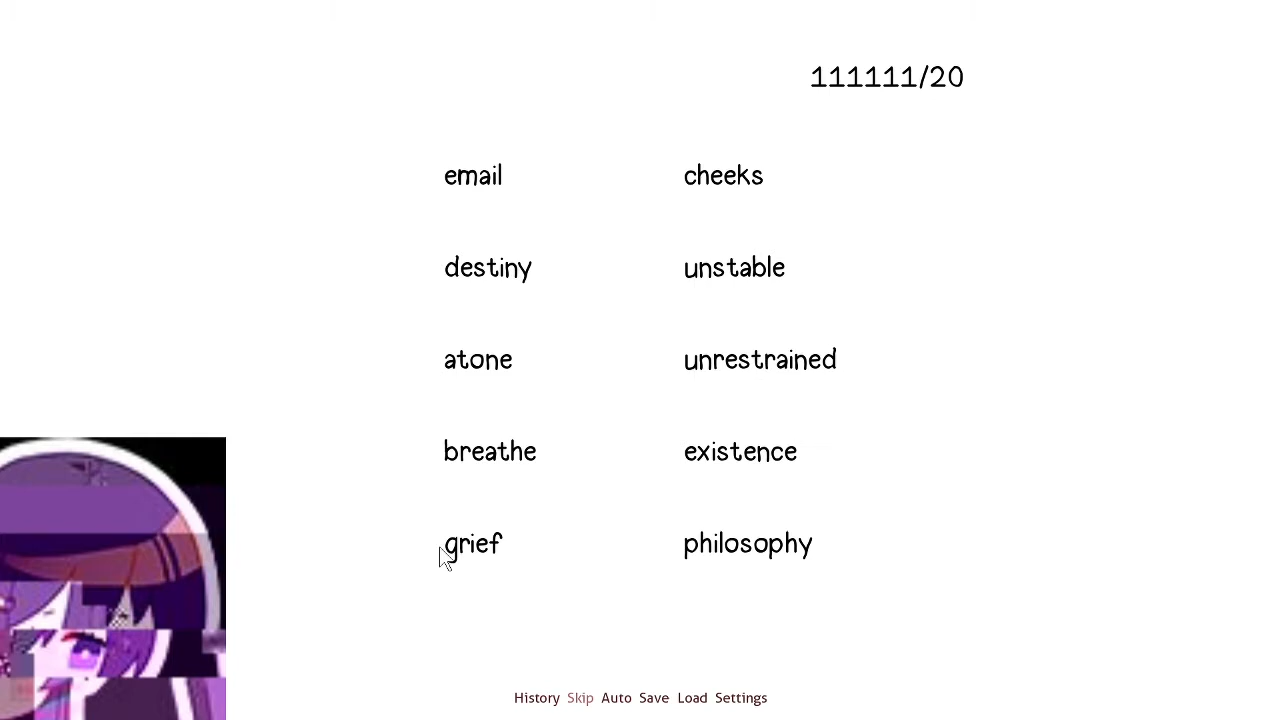 111111/20
email cheeks
destiny unstable
atone unrestrained
breathe existence
grief philosophy
History Skip Auto Save Load Settings